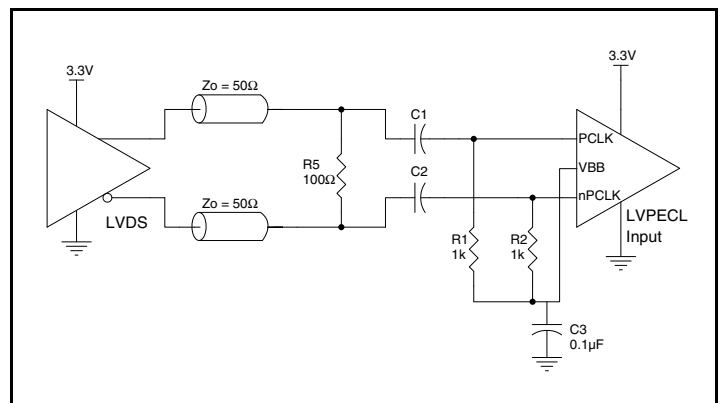 3.3V
3.3V
Zo = 50Ω
C1
PCLK
R5
100Ω
VBB
C2
Zo = 50Ω
nPCLK
LVDS
LVPECL
Input
R1
1k
R2
1k
C3
0.1µF